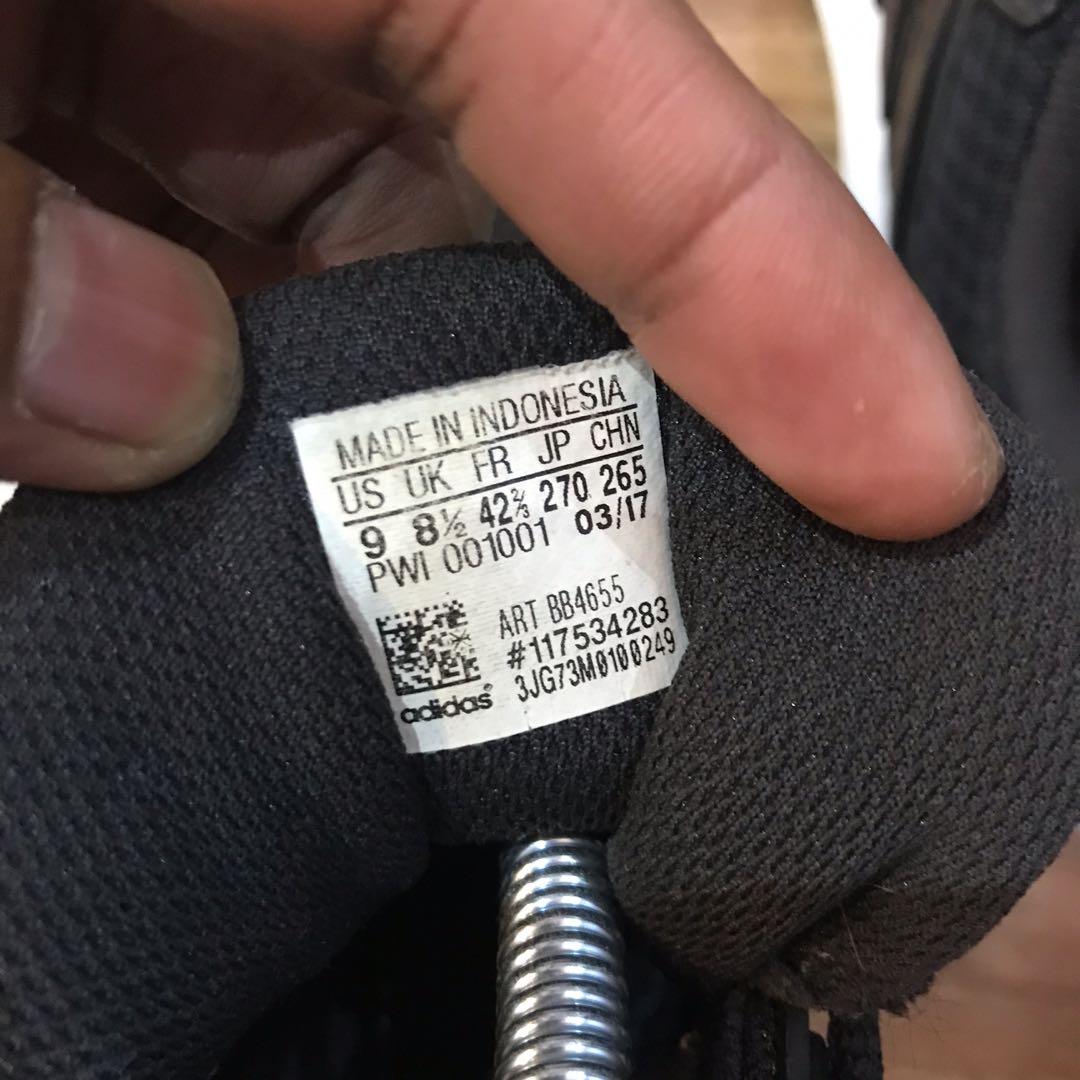 MADE IN INDONESIA
US UK FR JP CHN
9 8½ 42⅔ 270 265
PWI 001001 03/17
ART BB4655
#117534283
3JG73M0100249
adidas®